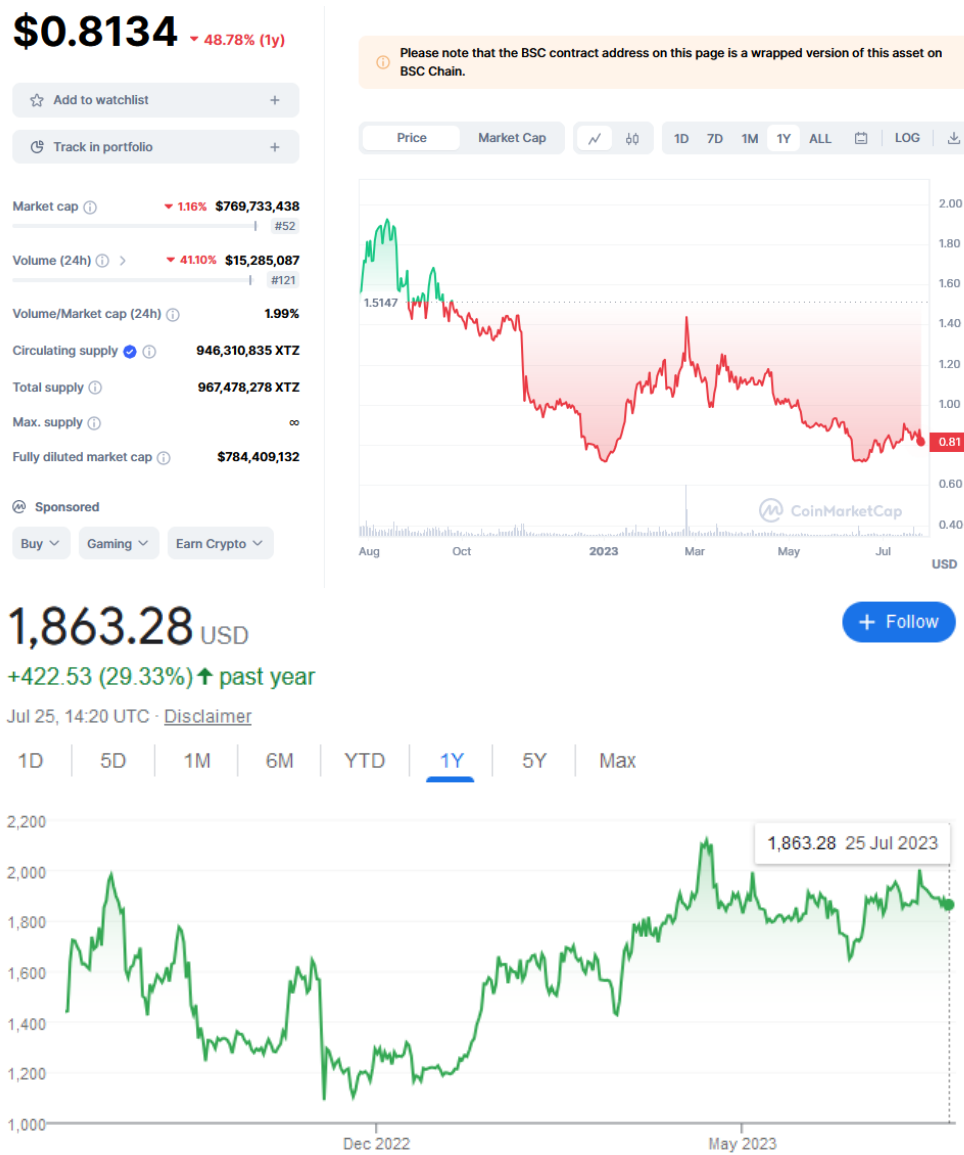 $0.8134 48.78% (1y)
Add to watchlist +
Track in portfolio +
Market cap 1.16% $769,733,438
#52
Volume (24h) 41.10% $15,285,087
#121
Volume/Market cap (24h) 1.99%
Circulating supply 946,310,835 XTZ
Total supply 967,478,278 XTZ
Max. supply ∞
Fully diluted market cap $784,409,132
Sponsored
Buy Gaming Earn Crypto
Please note that the BSC contract address on this page is a wrapped version of this asset on
BSC Chain.
Price Market Cap 1D 7D 1M 1Y ALL LOG
2.00
1.80
1.60
1.5147
1.40
1.20
1.00
0.81
0.60
CoinMarketCap
0.40
Aug Oct 2023 Mar May Jul
USD
1,863.28 USD
+ Follow
+422.53 (29.33%) past year
Jul 25, 14:20 UTC · Disclaimer
1D 5D 1M 6M YTD 1Y 5Y Max
2,200
1,863.28 25 Jul 2023
2,000
1,800
1,600
1,400
1,200
1,000
Dec 2022 May 2023